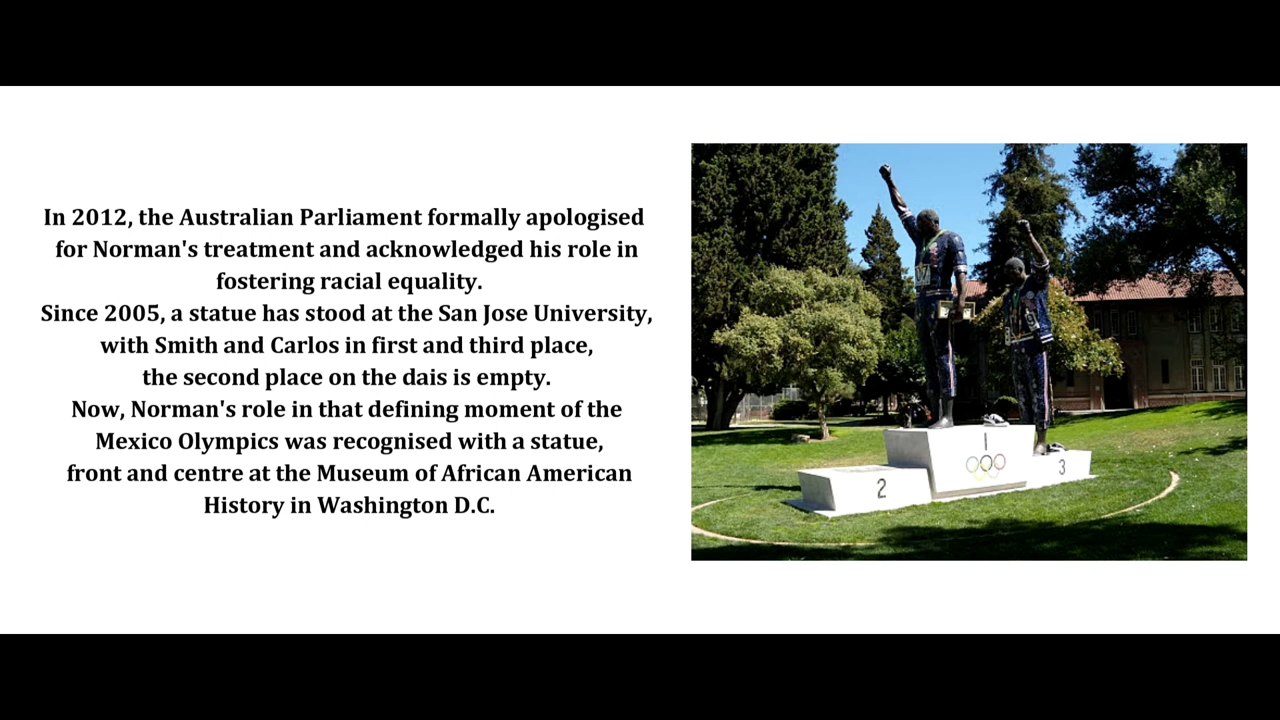 In 2012, the Australian Parliament formally apologised
for Norman's treatment and acknowledged his role in
fostering racial equality.
Since 2005, a statue has stood at the San Jose University,
with Smith and Carlos in first and third place,
the second place on the dais is empty.
Now, Norman's role in that defining moment of the
Mexico Olympics was recognised with a statue,
front and centre at the Museum of African American
History in Washington D.C.
2
1
3